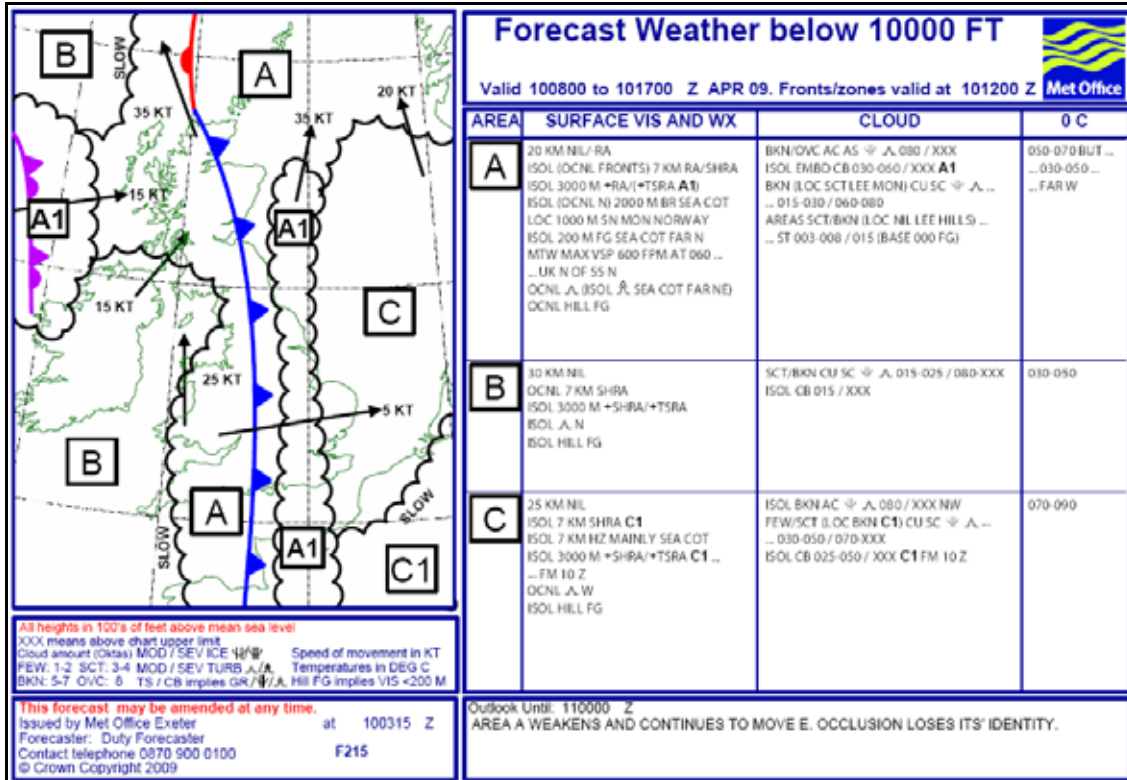 Forecast Weather below 10000 FT
Valid 100800 to 101700 Z APR 09. Fronts/zones valid at 101200 Z
Met Office
B
SLOW
A
35 KT
20 KT
35 KT
15 KT
A1
A1
15 KT
C
25 KT
5 KT
B
A
SLOW
SLOW
A1
C1
AREA SURFACE VIS AND WX CLOUD 0 C
A
20 KM NIL/-RA
ISOL (OCNL FRONTS) 7 KM RA/SHRA
ISOL 3000 M +RA/(+TSRA A1)
ISOL (OCNL N) 2000 M BR SEA COT
LOC 1000 M SN MON NORWAY
ISOL 200 M FG SEA COT FAR N
MTW MAX VSP 600 FPM AT 060 ...
...UK N OF 55 N
OCNL (ISOL SEA COT FAR NE)
OCNL HILL FG
BKN/OVC AC AS 080 / XXX
ISOL EMBD CB 030-060 / XXX A1
BKN (LOC SCT LEE MON) CU SC ...
... 015-030 / 060-080
AREAS SCT/BKN (LOC NIL LEE HILLS) ...
... ST 003-008 / 015 (BASE 000 FG)
050-070 BUT ...
... 030-050 ...
... FAR W
B
30 KM NIL
OCNL 7 KM SHRA
ISOL 3000 M +SHRA/+TSRA
ISOL N
ISOL HILL FG
SCT/BKN CU SC 015-025 / 080-XXX
ISOL CB 015 / XXX
030-050
C
25 KM NIL
ISOL 7 KM SHRA C1
ISOL 7 KM HZ MAINLY SEA COT
ISOL 3000 M +SHRA/+TSRA C1 ...
... FM 10 Z
OCNL W
ISOL HILL FG
ISOL BKN AC 080 / XXX NW
FEW/SCT (LOC BKN C1) CU SC ...
... 030-050 / 070-XXX
ISOL CB 025-050 / XXX C1 FM 10 Z
070-090
All heights in 100's of feet above mean sea level
XXX means above chart upper limit
Cloud amount (Oktas) MOD / SEV ICE Speed of movement in KT
FEW: 1-2 SCT: 3-4 MOD / SEV TURB Temperatures in DEG C
BKN: 5-7 OVC: 8 TS / CB implies GR/ / Hill FG implies VIS <200 M
This forecast may be amended at any time.
Issued by Met Office Exeter at 100315 Z
Forecaster: Duty Forecaster F215
Contact telephone 0870 900 0100
© Crown Copyright 2009
Outlook Until: 110000 Z
AREA A WEAKENS AND CONTINUES TO MOVE E. OCCLUSION LOSES ITS' IDENTITY.